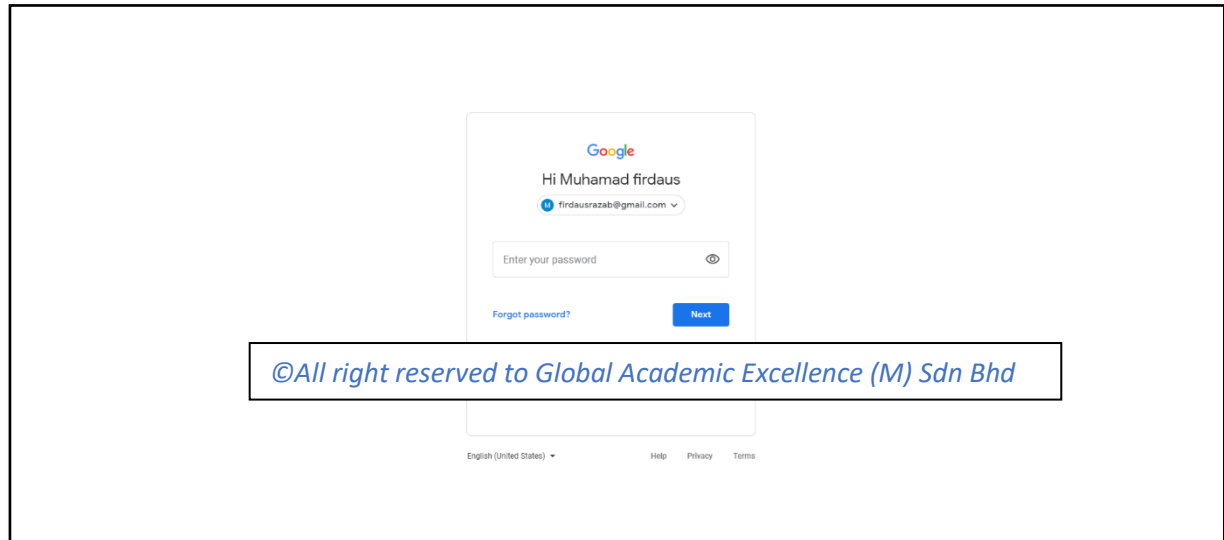 Google
Hi Muhamad firdaus
M firdausrazab@gmail.com
Enter your password
Forgot password?
Next
©All right reserved to Global Academic Excellence (M) Sdn Bhd
English (United States)
Help Privacy Terms